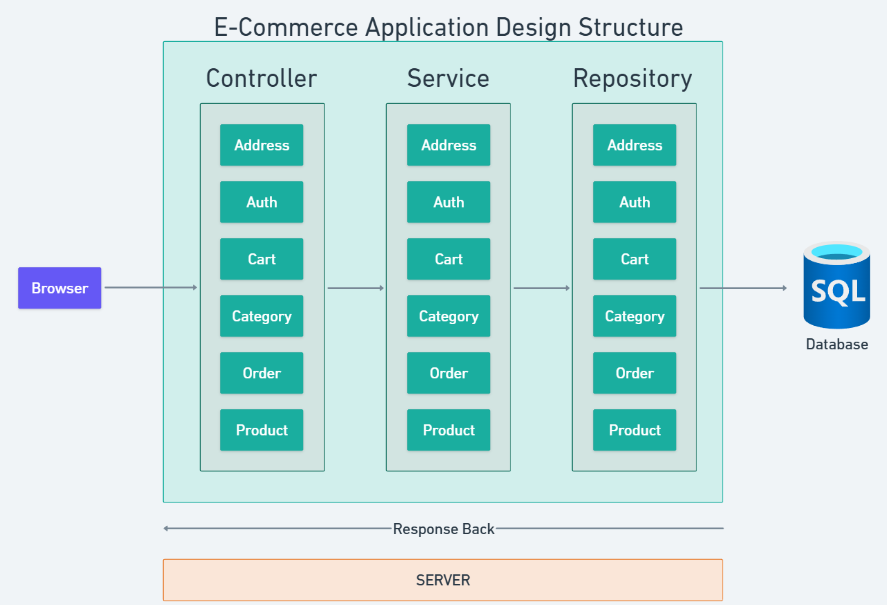 E-Commerce Application Design Structure
Controller
Service
Repository
Address
Auth
Cart
Category
Order
Product
Address
Auth
Cart
Category
Order
Product
Address
Auth
Cart
Category
Order
Product
Browser
SQL
Database
Response Back
SERVER